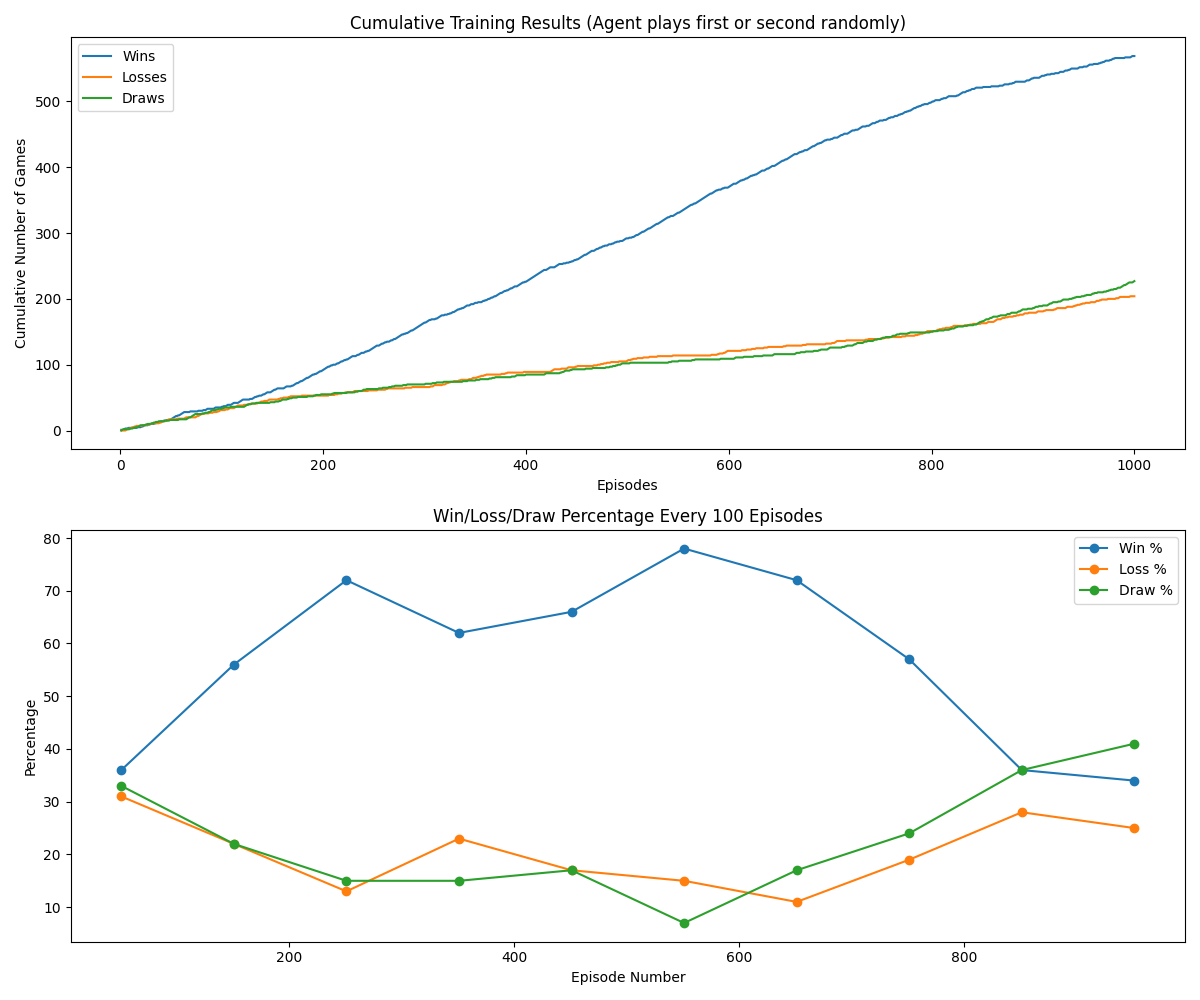 Cumulative Training Results (Agent plays first or second randomly)
Wins
Losses
Draws
Cumulative Number of Games
500
400
300
200
100
0
0 200 400 600 800 1000
Episodes
Win/Loss/Draw Percentage Every 100 Episodes
Win %
Loss %
Draw %
Percentage
80
70
60
50
40
30
20
10
200 400 600 800
Episode Number